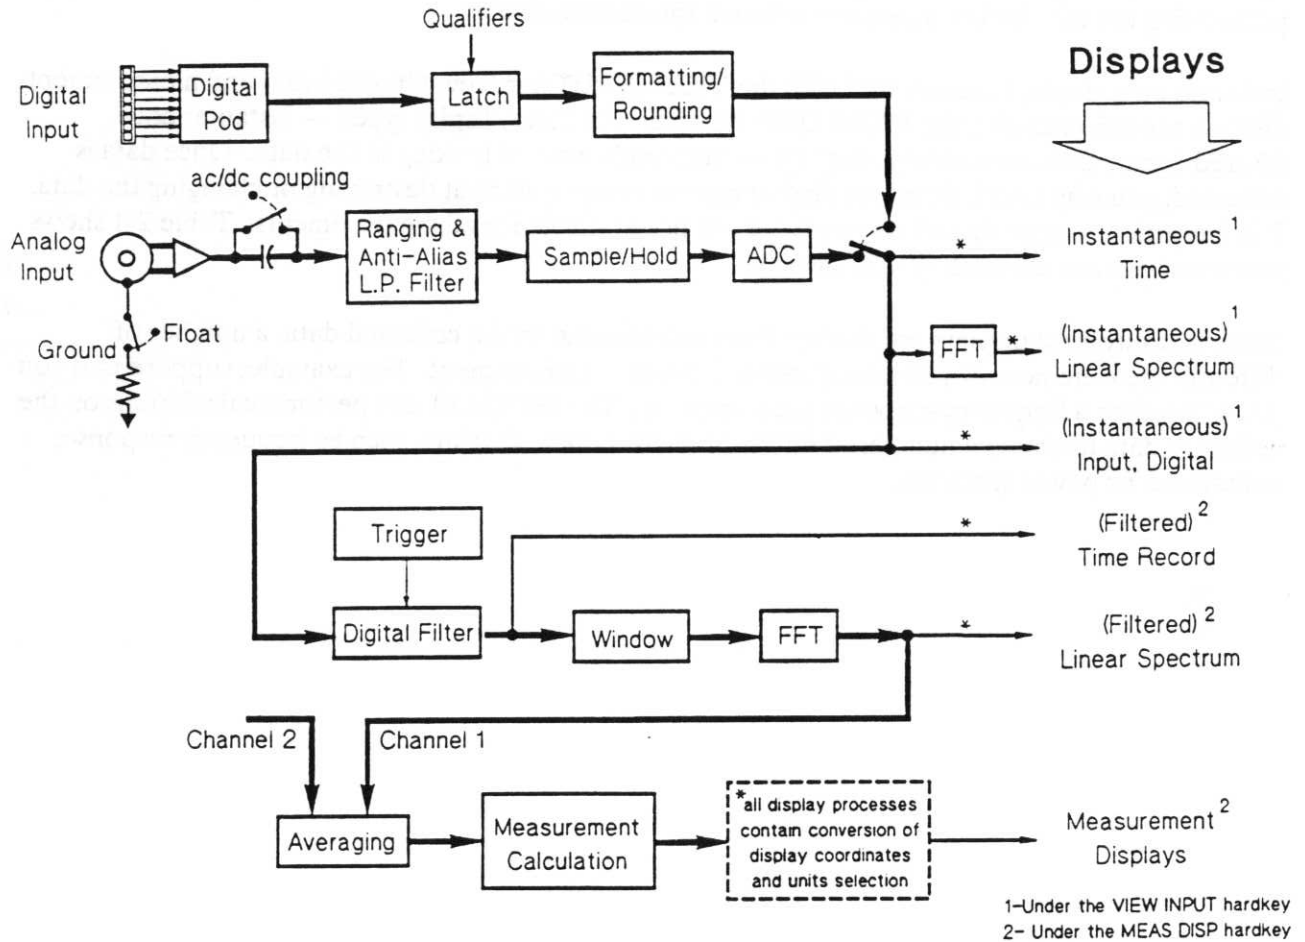 Qualifiers
Displays
Digital
Input
Digital
Pod
Latch
Formatting/
Rounding
ac/dc coupling
Analog
Input
Ranging &
Anti-Alias
L.P. Filter
Sample/Hold
ADC
*
Instantaneous 1
Time
Float
Ground
FFT
*
(Instantaneous) 1
Linear Spectrum
*
(Instantaneous) 1
Input, Digital
Trigger
*
(Filtered) 2
Time Record
Digital Filter
Window
FFT
*
(Filtered) 2
Linear Spectrum
Channel 2
Channel 1
Averaging
Measurement
Calculation
*all display processes
contain conversion of
display coordinates
and units selection
Measurement 2
Displays
1-Under the VIEW INPUT hardkey
2- Under the MEAS DISP hardkey